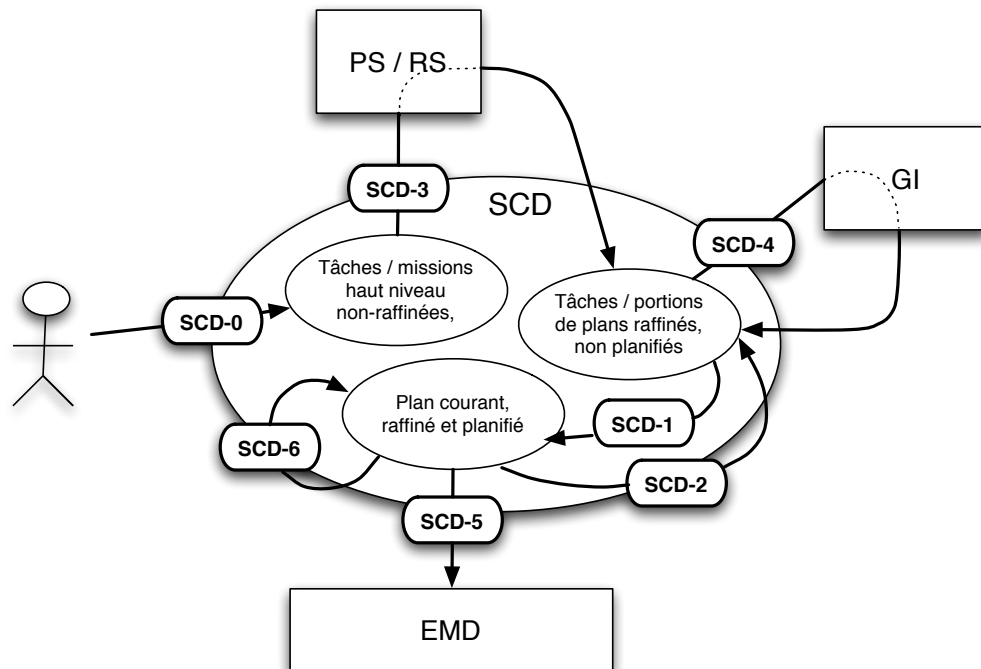 PS / RS
GI
SCD-3
SCD
SCD-4
Tâches / missions
haut niveau
non-raffinées,
Tâches / portions
de plans raffinés,
non planifiés
SCD-0
Plan courant,
raffiné et planifié
SCD-1
SCD-6
SCD-2
SCD-5
EMD